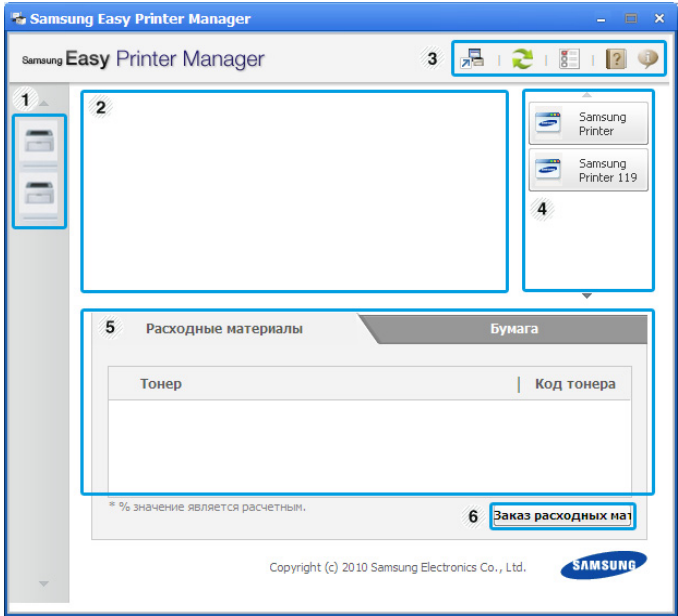 Samsung Easy Printer Manager
Samsung Easy Printer Manager
3
1
2
Samsung
Printer
Samsung
Printer 119
4
5 Расходные материалы Бумага
Тонер Код тонера
* % значение является расчетным.
6 Заказ расходных мат
Copyright (c) 2010 Samsung Electronics Co., Ltd. SAMSUNG